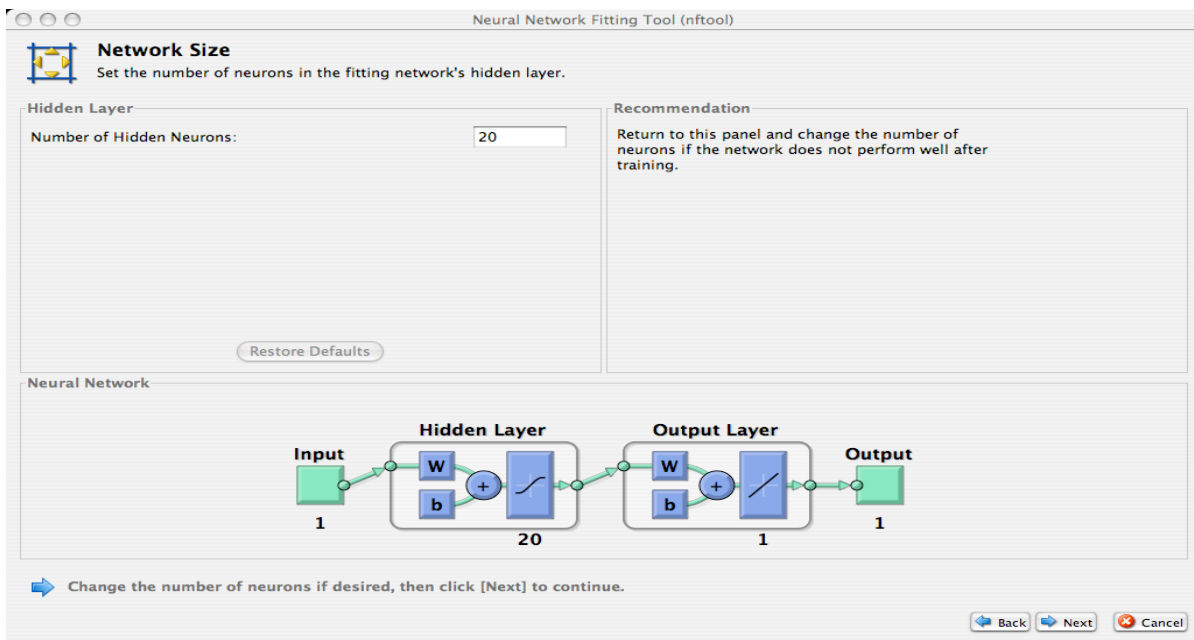 Neural Network Fitting Tool (nftool)
Network Size
Set the number of neurons in the fitting network's hidden layer.
Hidden Layer
Number of Hidden Neurons:
20
Restore Defaults
Recommendation
Return to this panel and change the number of
neurons if the network does not perform well after
training.
Neural Network
Hidden Layer
Output Layer
Input
Output
W
b
+
W
b
+
1
20
1
1
Change the number of neurons if desired, then click [Next] to continue.
Back
Next
Cancel